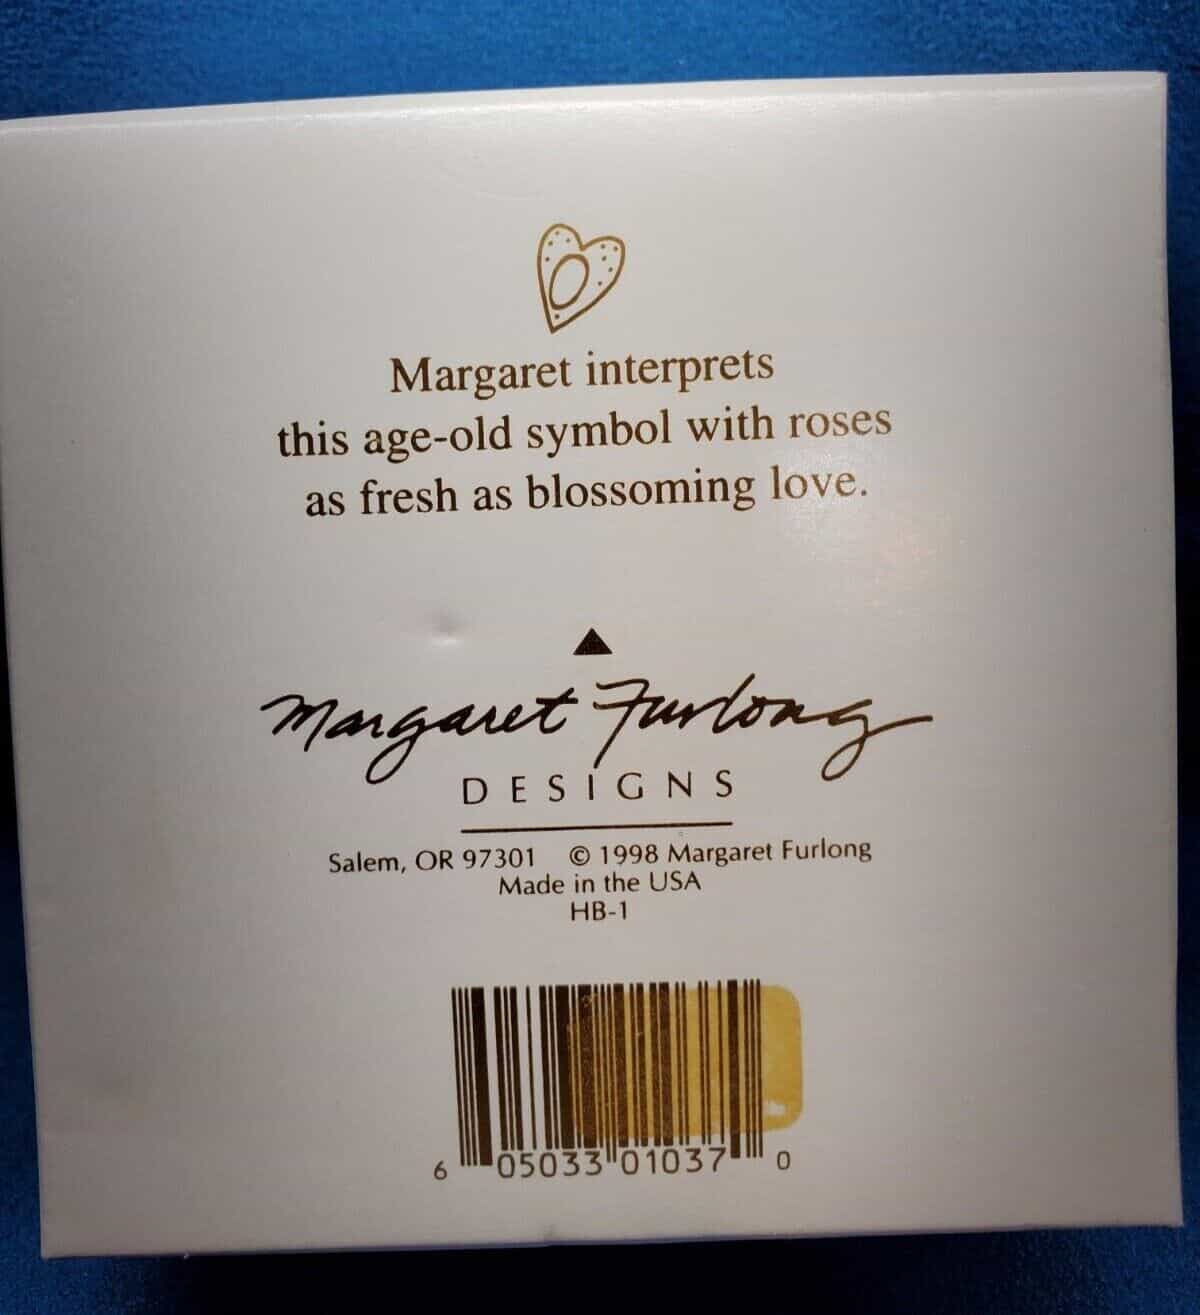 Margaret interprets
this age-old symbol with roses
as fresh as blossoming love.
Margaret Furlong
DESIGNS
Salem, OR 97301 © 1998 Margaret Furlong
Made in the USA
HB-1
6 05033 01037 0